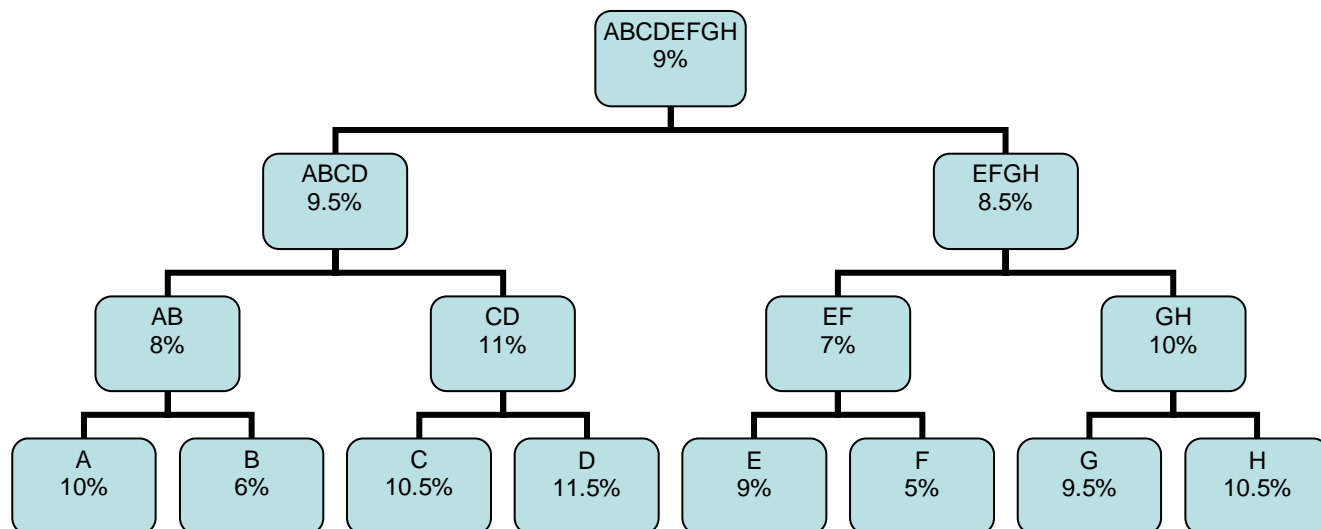 ABCDEFGH
9%
ABCD
9.5%
EFGH
8.5%
AB
8%
CD
11%
EF
7%
GH
10%
A
10%
B
6%
C
10.5%
D
11.5%
E
9%
F
5%
G
9.5%
H
10.5%